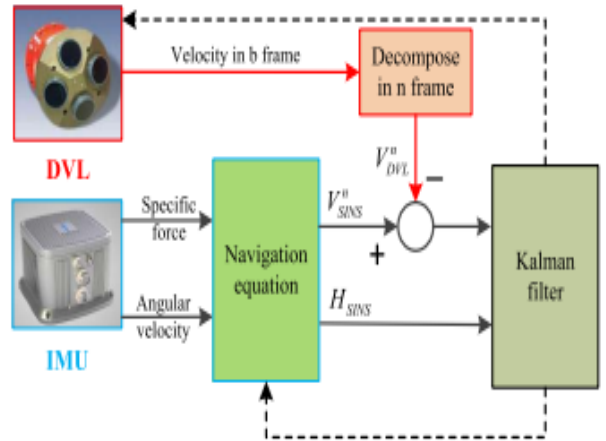 Velocity in b frame
Decompose
in n frame
DVL
V^n_DVL
−
Specific
force
V^n_SINS
+
Navigation
equation
Kalman
filter
H_SINS
Angular
velocity
IMU